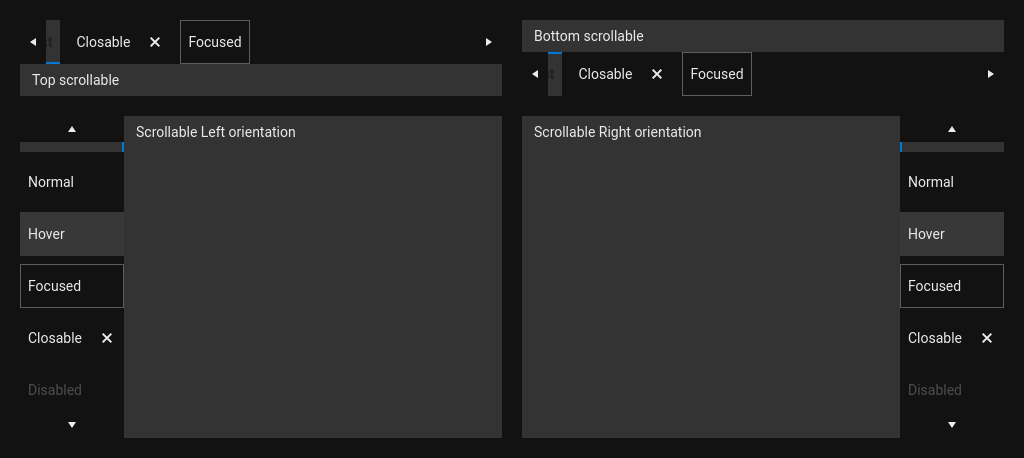 Closable
Focused
Top scrollable
Bottom scrollable
Closable
Focused
Scrollable Left orientation
Normal
Hover
Focused
Closable
Disabled
Scrollable Right orientation
Normal
Hover
Focused
Closable
Disabled